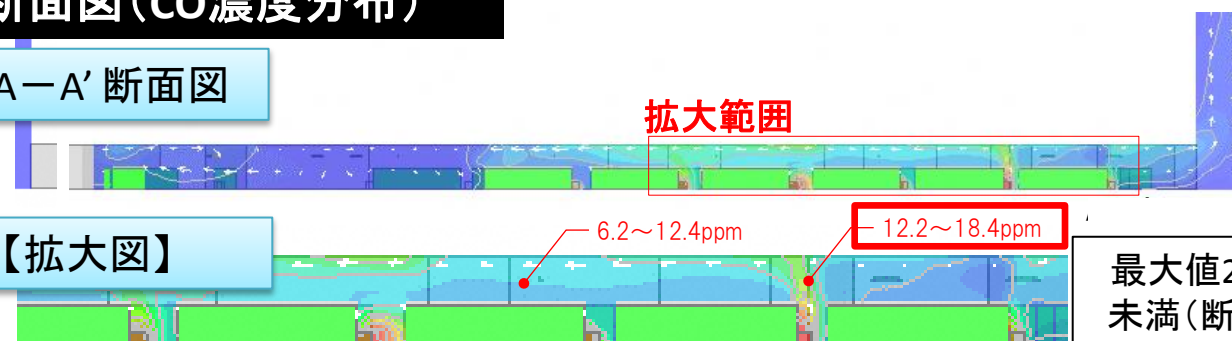 断面図(CO濃度分布)
A－A’断面図
拡大範囲
【拡大図】
6.2～12.4ppm
12.2～18.4ppm
最大値2
未満(断